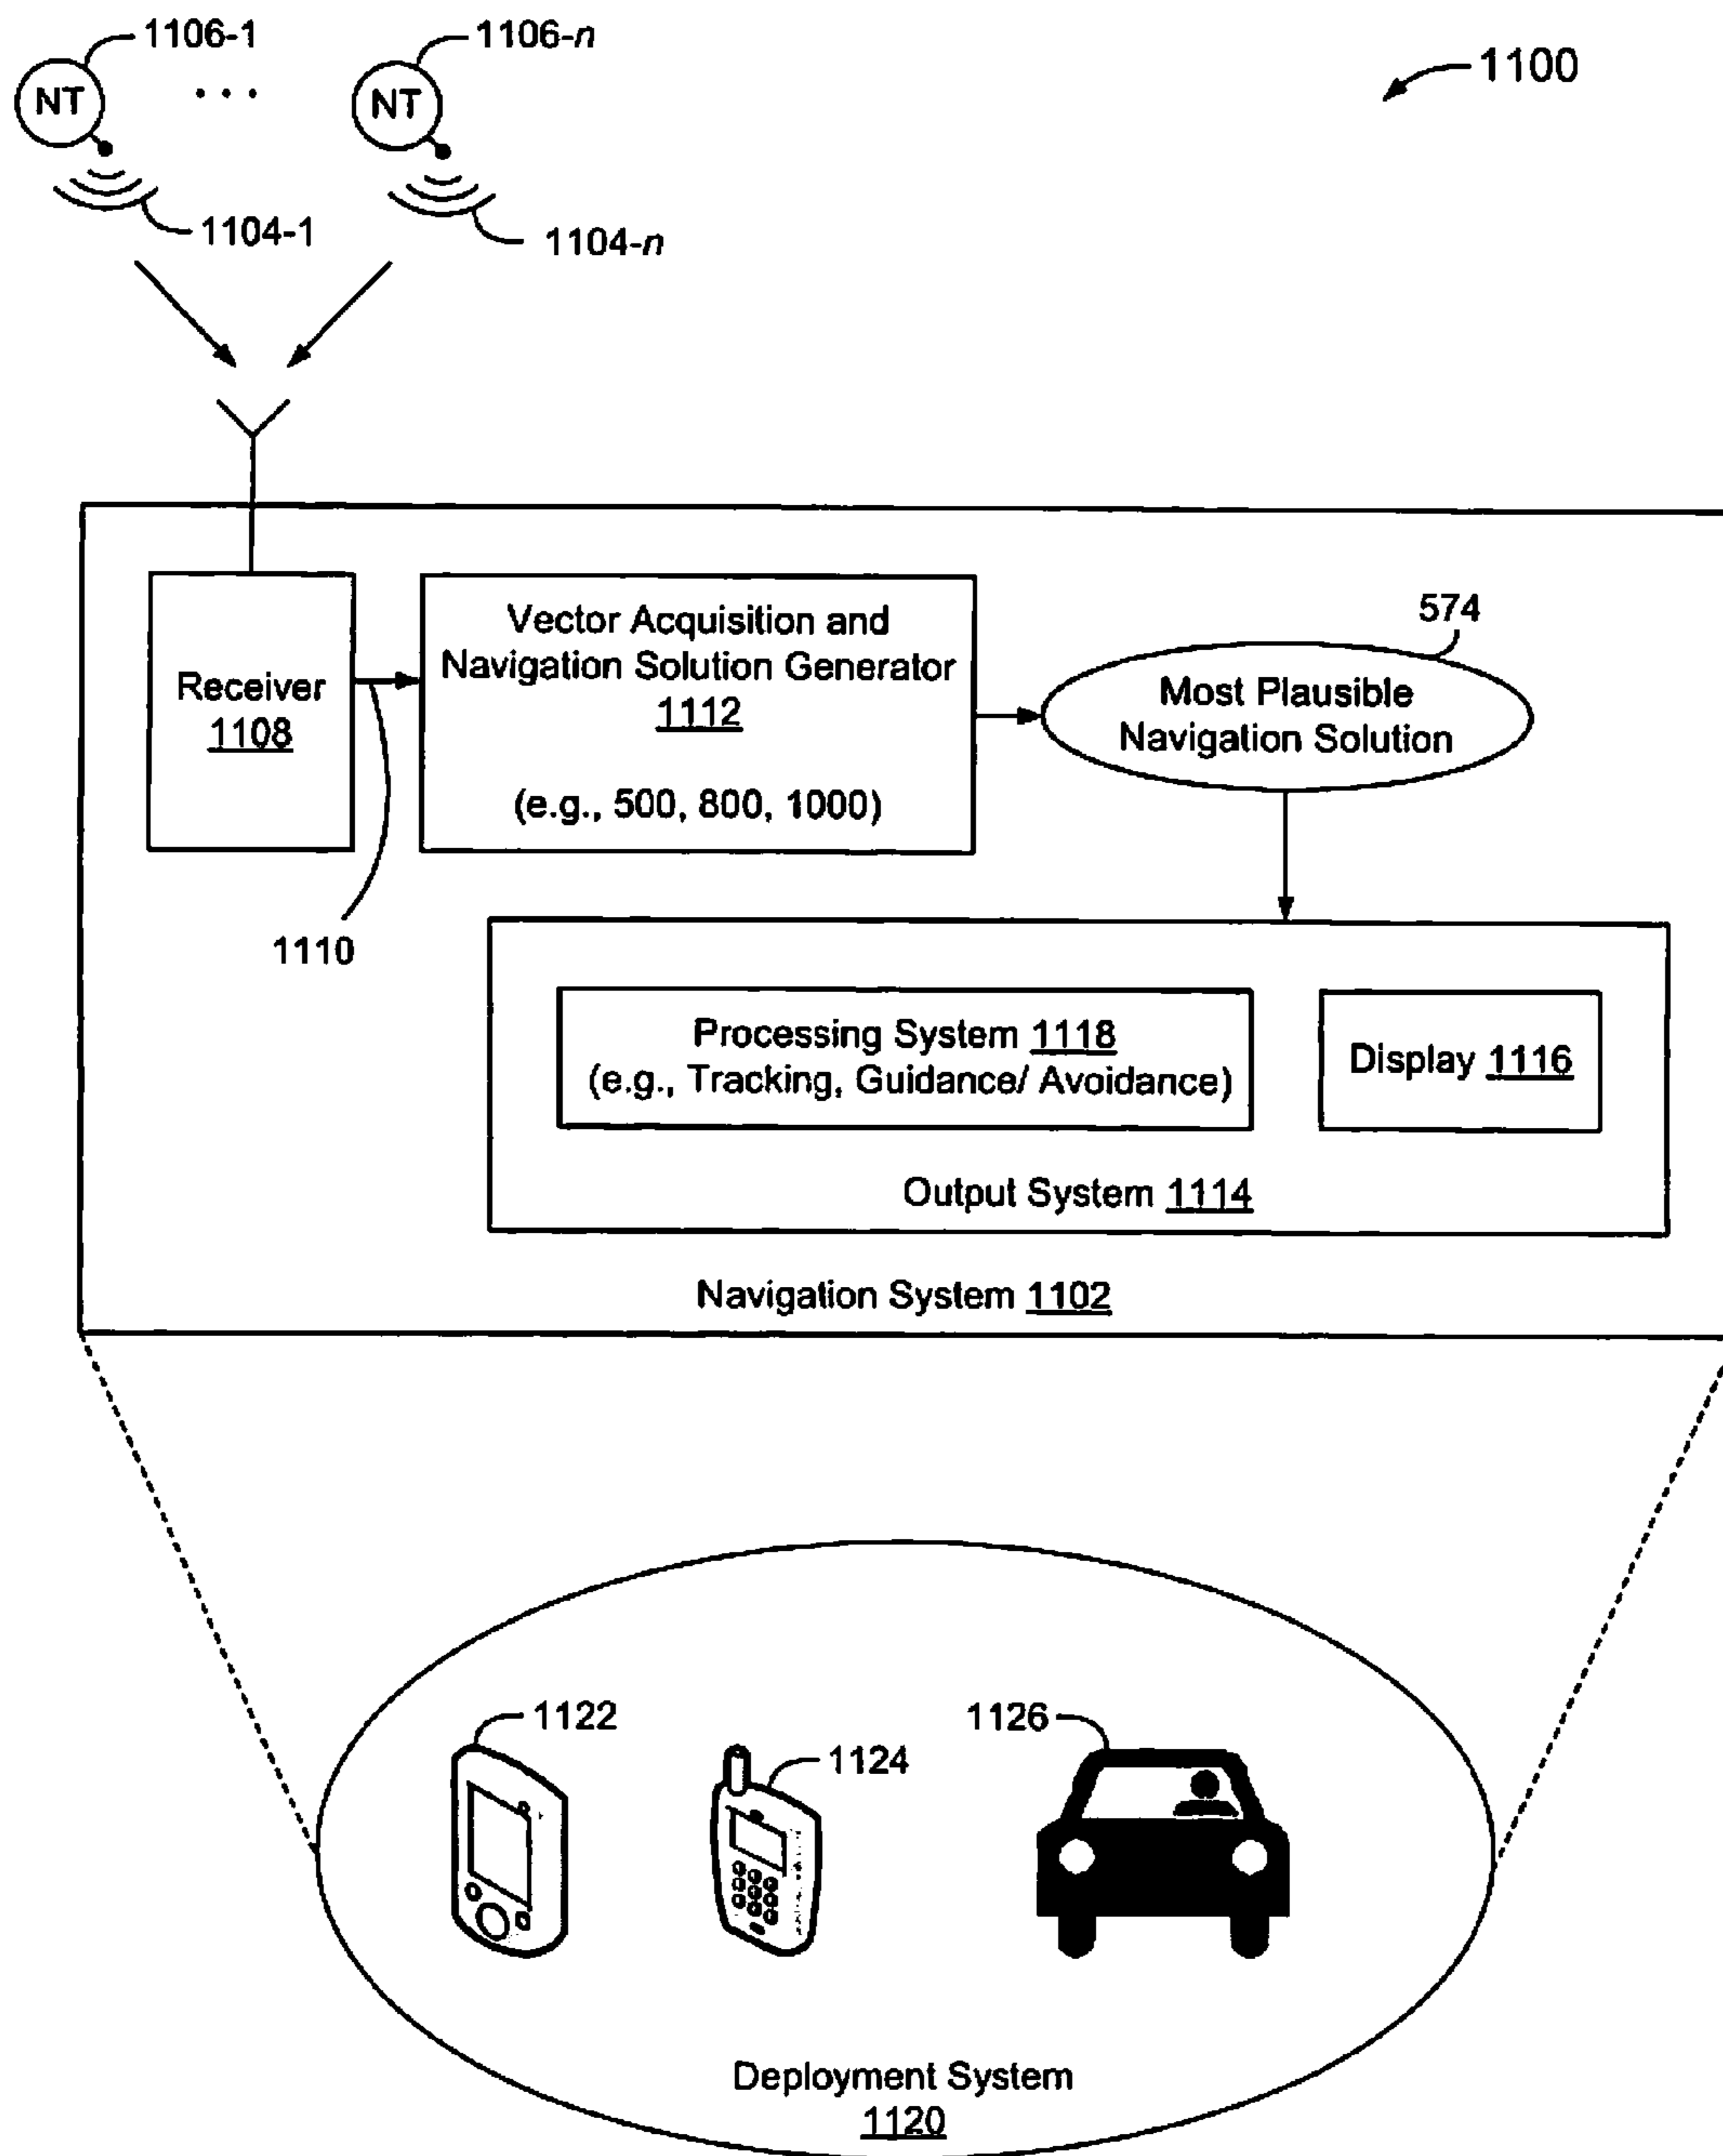 1106-1
1106-n
1100
NT
...
NT
1104-1
1104-n
574
Vector Acquisition and
Navigation Solution Generator
1112
(e.g., 500, 800, 1000)
Receiver
1108
Most Plausible
Navigation Solution
1110
Processing System 1118
(e.g., Tracking, Guidance/ Avoidance)
Display 1116
Output System 1114
Navigation System 1102
1122
1124
1126
Deployment System
1120